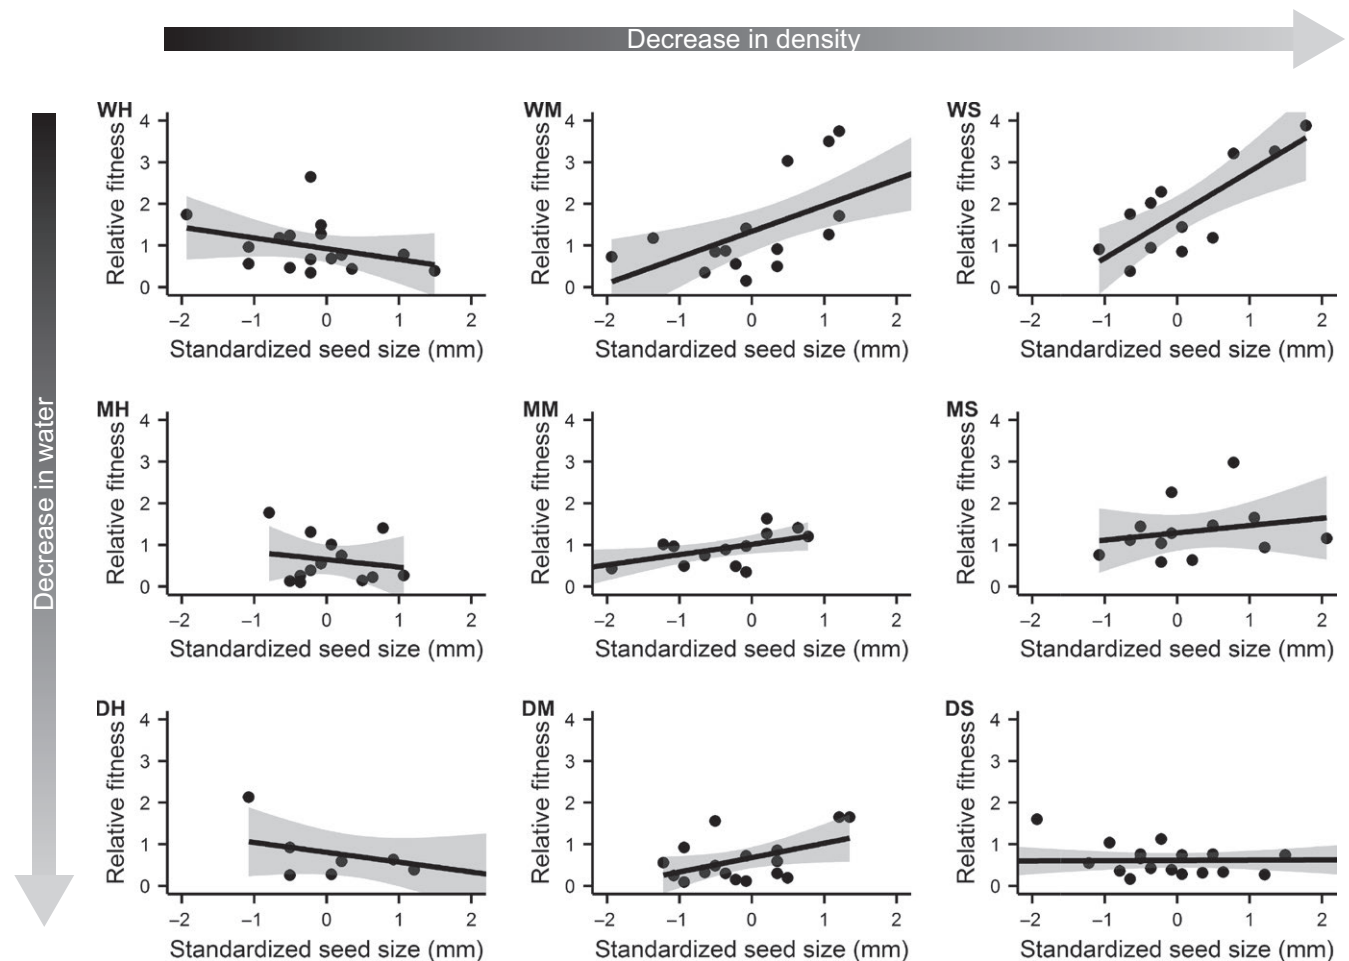 Decrease in density
Decrease in water
WH
Relative fitness
4
3
2
1
0
–2 –1 0 1 2
Standardized seed size (mm)
WM
Relative fitness
4
3
2
1
0
–2 –1 0 1 2
Standardized seed size (mm)
WS
Relative fitness
4
3
2
1
0
–2 –1 0 1 2
Standardized seed size (mm)
MH
Relative fitness
4
3
2
1
0
–2 –1 0 1 2
Standardized seed size (mm)
MM
Relative fitness
4
3
2
1
0
–2 –1 0 1 2
Standardized seed size (mm)
MS
Relative fitness
4
3
2
1
0
–2 –1 0 1 2
Standardized seed size (mm)
DH
Relative fitness
4
3
2
1
0
–2 –1 0 1 2
Standardized seed size (mm)
DM
Relative fitness
4
3
2
1
0
–2 –1 0 1 2
Standardized seed size (mm)
DS
Relative fitness
4
3
2
1
0
–2 –1 0 1 2
Standardized seed size (mm)